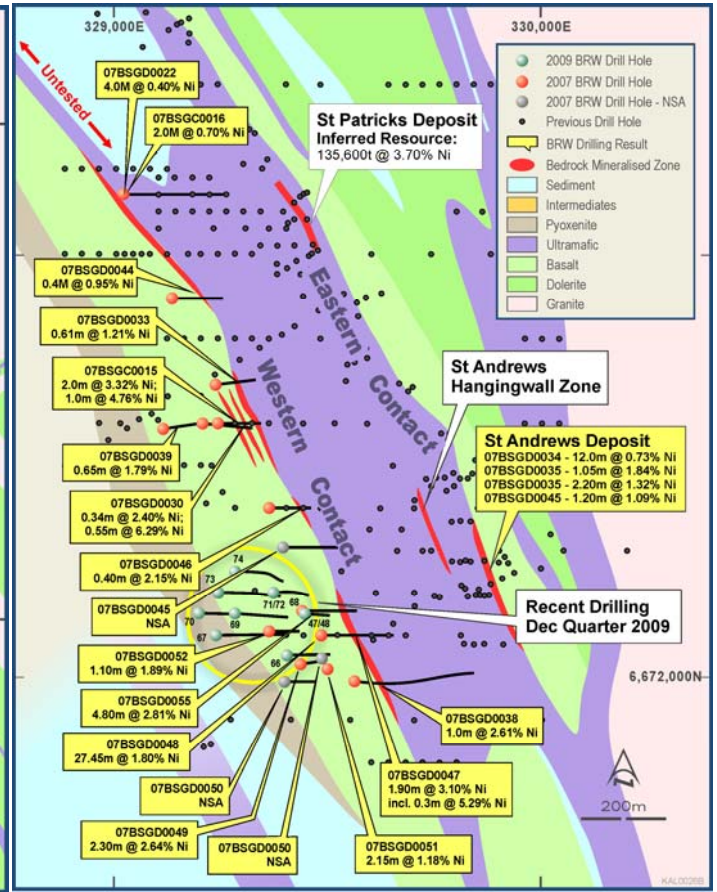 329,000E
330,000E
Untested
07BSGD0022
4.0M @ 0.40% Ni
07BSGC0016
2.0M @ 0.70% Ni
St Patricks Deposit
Inferred Resource:
135,600t @ 3.70% Ni
2009 BRW Drill Hole
2007 BRW Drill Hole
2007 BRW Drill Hole - NSA
Previous Drill Hole
BRW Drilling Result
Bedrock Mineralised Zone
Sediment
Intermediates
Pyoxenite
Ultramafic
Basalt
Dolerite
Granite
07BSGD0044
0.4M @ 0.95% Ni
07BSGD0033
0.61m @ 1.21% Ni
07BSGC0015
2.0m @ 3.32% Ni;
1.0m @ 4.76% Ni
07BSGD0039
0.65m @ 1.79% Ni
07BSGD0030
0.34m @ 2.40% Ni;
0.55m @ 6.29% Ni
07BSGD0046
0.40m @ 2.15% Ni
07BSGD0045
NSA
07BSGD0052
1.10m @ 1.89% Ni
07BSGD0055
4.80m @ 2.81% Ni
07BSGD0048
27.45m @ 1.80% Ni
07BSGD0050
NSA
07BSGD0049
2.30m @ 2.64% Ni
07BSGD0050
NSA
07BSGD0051
2.15m @ 1.18% Ni
07BSGD0047
1.90m @ 3.10% Ni
incl. 0.3m @ 5.29% Ni
07BSGD0038
1.0m @ 2.61% Ni
Eastern Contact
Western Contact
St Andrews
Hangingwall Zone
St Andrews Deposit
07BSGD0034 - 12.0m @ 0.73% Ni
07BSGD0035 - 1.05m @ 1.84% Ni
07BSGD0035 - 2.20m @ 1.32% Ni
07BSGD0045 - 1.20m @ 1.09% Ni
Recent Drilling
Dec Quarter 2009
74
73
71/72
68
70
69
47/48
67
66
6,672,000N
200m
KAL0026B